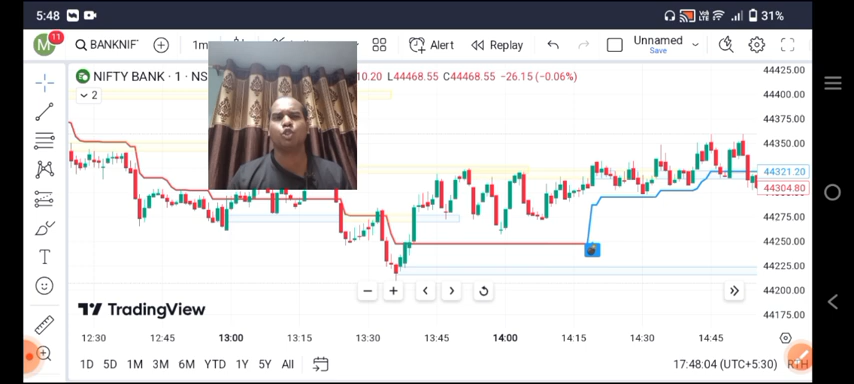 5:48 31%
M 11 BANKNIF 1m Alert Replay Unnamed Save
NIFTY BANK · 1 · NS 10.20 L44468.55 C44468.55 -26.15 (-0.06%)
2
44425.00
44400.00
44375.00
44350.00
44321.20
44304.80
44275.00
44250.00
44225.00
44200.00
44175.00
TradingView
12:30 12:45 13:00 13:15 13:30 13:45 14:00 14:15 14:30 14:45
1D 5D 1M 3M 6M YTD 1Y 5Y All 17:48:04 (UTC+5:30) RTH